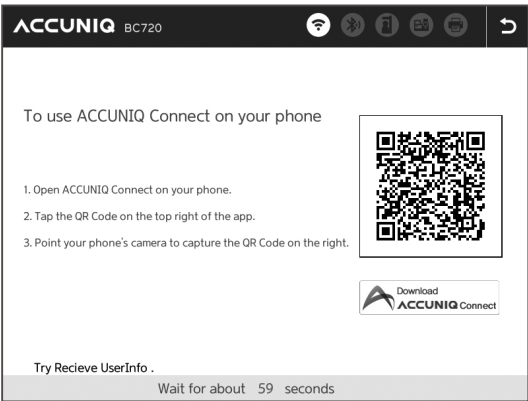 ACCUNIQ BC720
To use ACCUNIQ Connect on your phone
1. Open ACCUNIQ Connect on your phone.
2. Tap the QR Code on the top right of the app.
3. Point your phone's camera to capture the QR Code on the right.
Download
ACCUNIQ Connect
Try Recieve UserInfo .
Wait for about 59 seconds